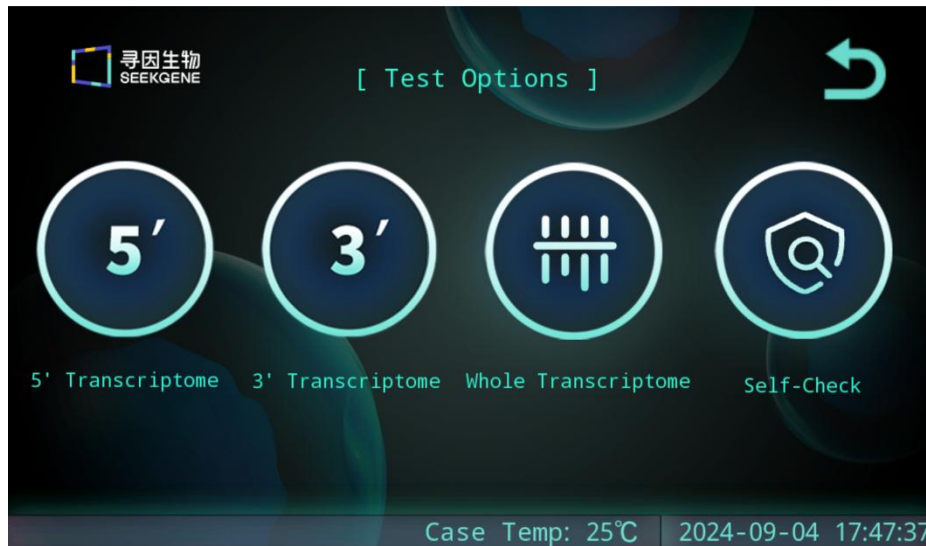 寻因生物
SEEKGENE
[ Test Options ]
5′
3′
5' Transcriptome
3' Transcriptome
Whole Transcriptome
Self-Check
Case Temp: 25℃
2024-09-04 17:47:37